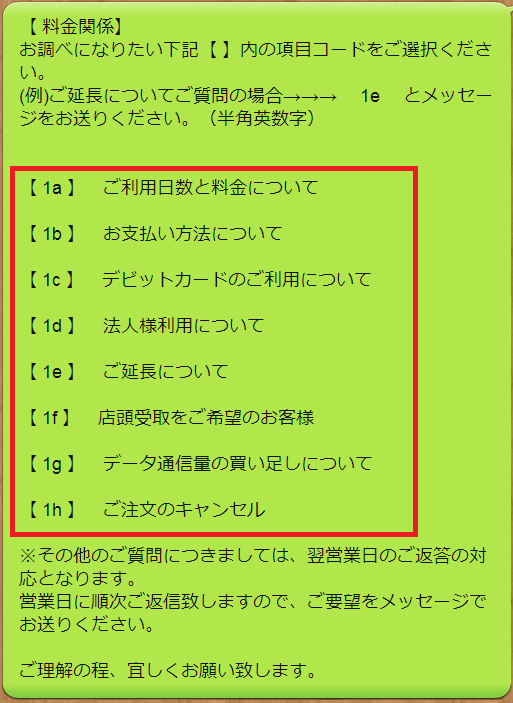 【 料金関係】
お調べになりたい下記【 】内の項目コードをご選択くださ
い。
(例)ご延長についてご質問の場合→→→　1e　とメッセー
ジをお送りください。（半角英数字）
【 1a 】　ご利用日数と料金について
【 1b 】　お支払い方法について
【 1c 】　デビットカードのご利用について
【 1d 】　法人様利用について
【 1e 】　ご延長について
【 1f 】　店頭受取をご希望のお客様
【 1g 】　データ通信量の買い足しについて
【 1h 】　ご注文のキャンセル
※その他のご質問につきましては、翌営業日のご返答の対
応となります。
営業日に順次ご返信致しますので、ご要望をメッセージで
お送りください。
ご理解の程、宜しくお願い致します。